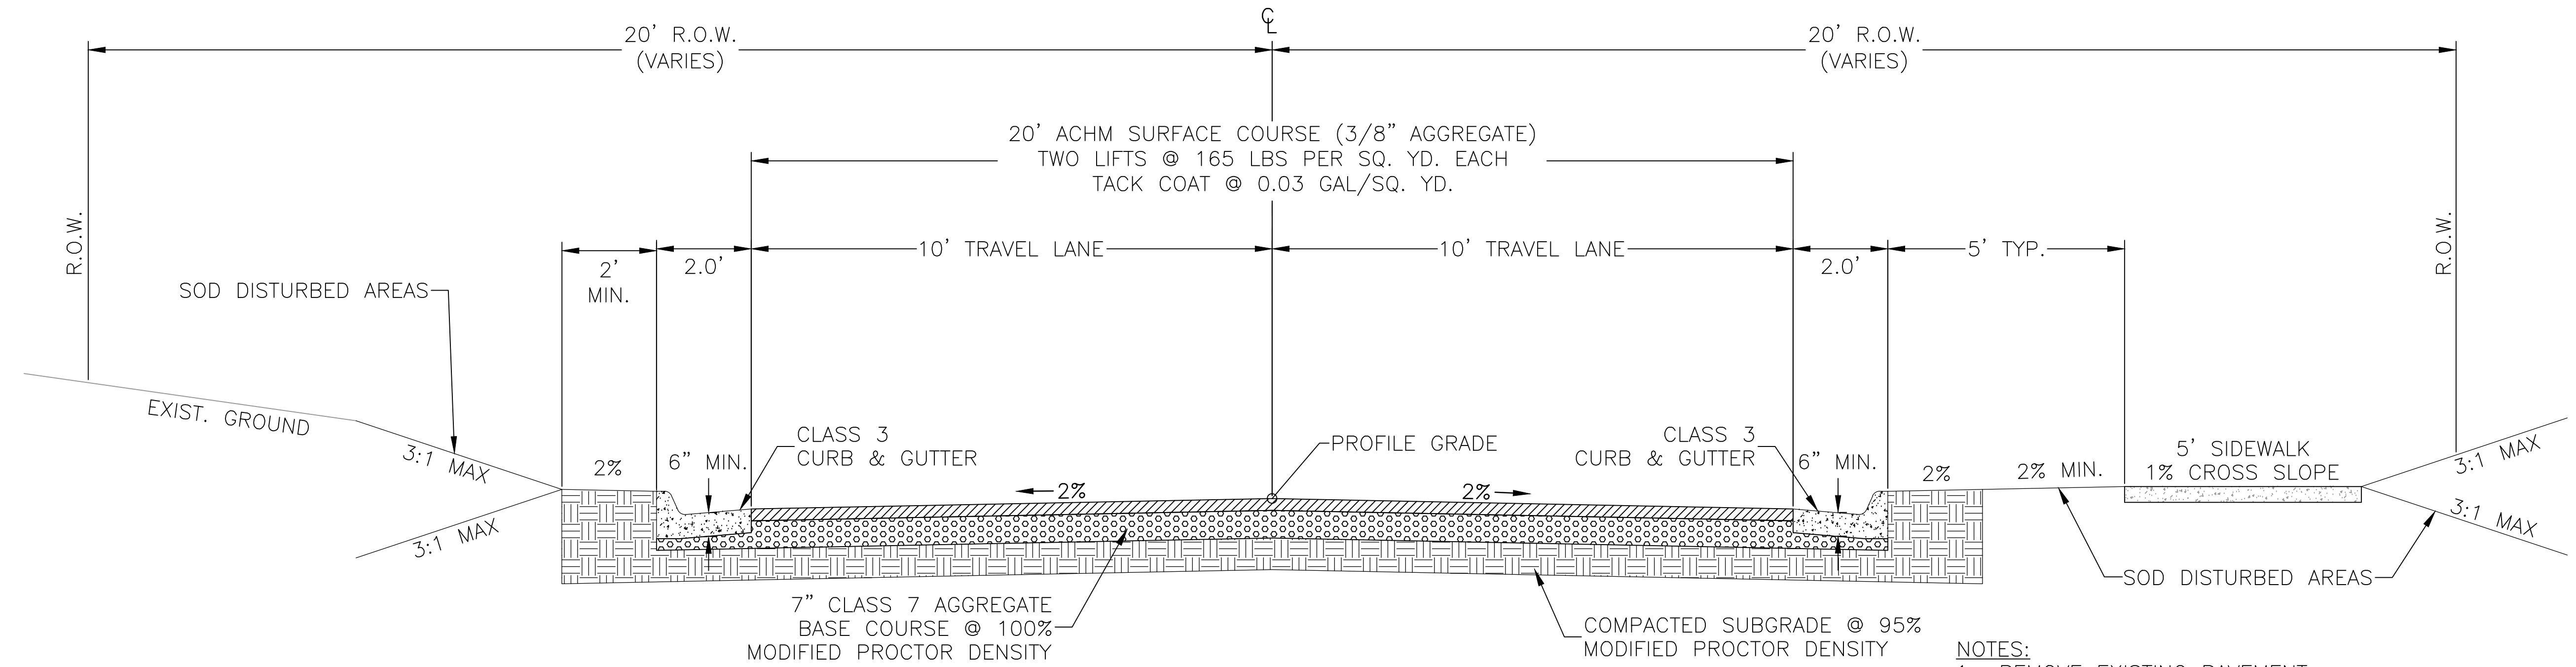 ℄
20' R.O.W.
(VARIES)
20' R.O.W.
(VARIES)
20' ACHM SURFACE COURSE (3/8" AGGREGATE)
TWO LIFTS @ 165 LBS PER SQ. YD. EACH
TACK COAT @ 0.03 GAL/SQ. YD.
R.O.W.
R.O.W.
2'
MIN.
2.0'
10' TRAVEL LANE
10' TRAVEL LANE
2.0'
5' TYP.
SOD DISTURBED AREAS
EXIST. GROUND
3:1 MAX
3:1 MAX
2%
6" MIN.
CLASS 3
CURB & GUTTER
2%
PROFILE GRADE
2%
CLASS 3
CURB & GUTTER
6" MIN.
2%
2% MIN.
5' SIDEWALK
1% CROSS SLOPE
3:1 MAX
3:1 MAX
SOD DISTURBED AREAS
7" CLASS 7 AGGREGATE
BASE COURSE @ 100%
MODIFIED PROCTOR DENSITY
COMPACTED SUBGRADE @ 95%
MODIFIED PROCTOR DENSITY
NOTES:
REMOVE EXISTING PAVEMENT